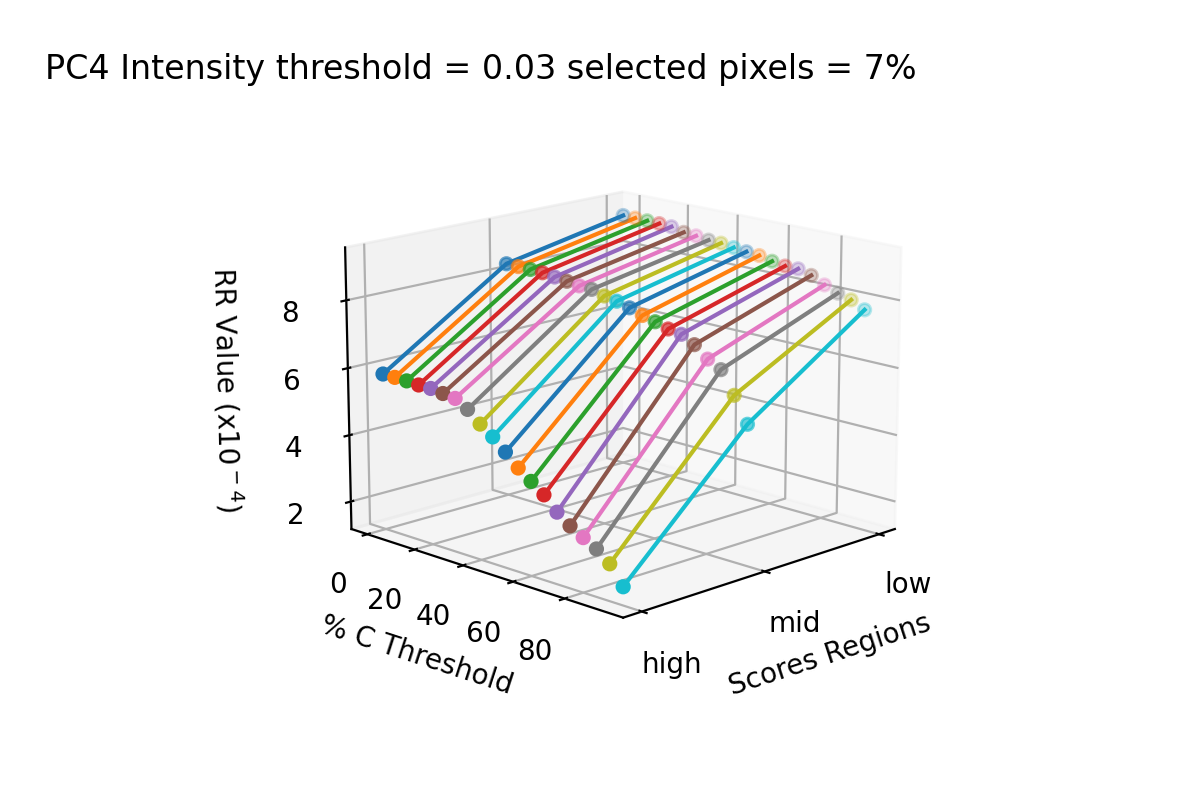 PC4 Intensity threshold = 0.03 selected pixels = 7%
RR Value (x10⁻⁴)
8
6
4
2
0
20
40
60
80
% C Threshold
low
mid
high
Scores Regions